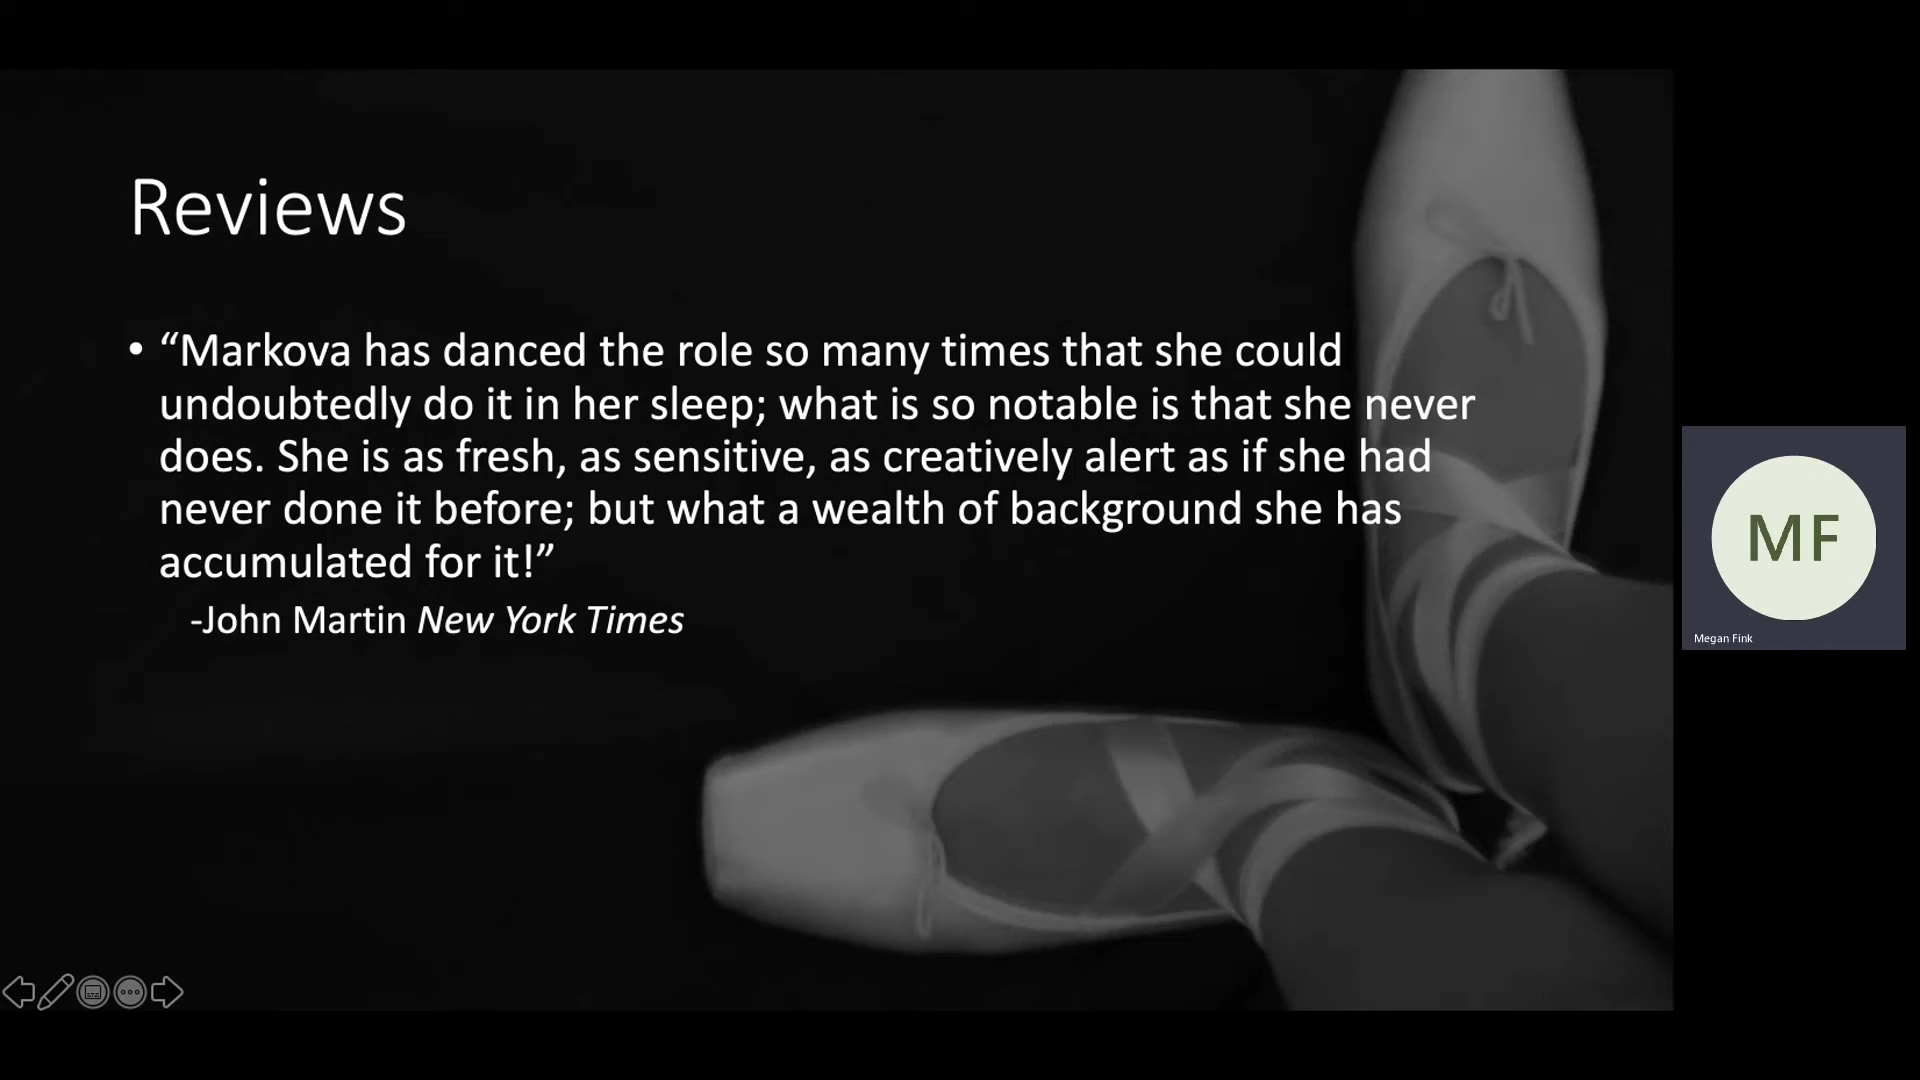 Reviews
• “Markova has danced the role so many times that she could
undoubtedly do it in her sleep; what is so notable is that she never
does. She is as fresh, as sensitive, as creatively alert as if she had
never done it before; but what a wealth of background she has
accumulated for it!”
-John Martin New York Times
MF
Megan Fink